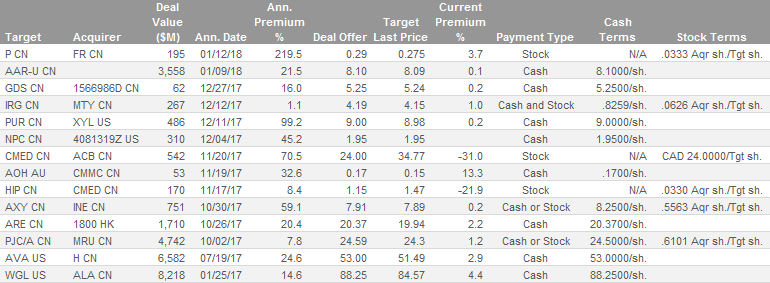 Deal Ann. Current
Value Premium Target Premium Cash
Target Acquirer ($M) Ann. Date % Deal Offer Last Price % Payment Type Terms Stock Terms
P CN FR CN 195 01/12/18 219.5 0.29 0.275 3.7 Stock N/A .0333 Aqr sh./Tgt sh.
AAR-U CN 3,558 01/09/18 21.5 8.10 8.09 0.1 Cash 8.1000/sh.
GDS CN 1566986D CN 62 12/27/17 16.0 5.25 5.24 0.2 Cash 5.2500/sh.
IRG CN MTY CN 267 12/12/17 1.1 4.19 4.15 1.0 Cash and Stock .8259/sh. .0626 Aqr sh./Tgt sh.
PUR CN XYL US 486 12/11/17 99.2 9.00 8.98 0.2 Cash 9.0000/sh.
NPC CN 4081319Z US 310 12/04/17 45.2 1.95 1.95 Cash 1.9500/sh.
CMED CN ACB CN 542 11/20/17 70.5 24.00 34.77 -31.0 Stock N/A CAD 24.0000/Tgt sh.
AOH AU CMMC CN 53 11/19/17 32.6 0.17 0.15 13.3 Cash .1700/sh.
HIP CN CMED CN 170 11/17/17 8.4 1.15 1.47 -21.9 Stock N/A .0330 Aqr sh./Tgt sh.
AXY CN INE CN 751 10/30/17 59.1 7.91 7.89 0.2 Cash or Stock 8.2500/sh. .5563 Aqr sh./Tgt sh.
ARE CN 1800 HK 1,710 10/26/17 20.4 20.37 19.94 2.2 Cash 20.3700/sh.
PJC/A CN MRU CN 4,742 10/02/17 7.8 24.59 24.3 1.2 Cash or Stock 24.5000/sh. .6101 Aqr sh./Tgt sh.
AVA US H CN 6,582 07/19/17 24.6 53.00 51.49 2.9 Cash 53.0000/sh.
WGL US ALA CN 8,218 01/25/17 14.6 88.25 84.57 4.4 Cash 88.2500/sh.